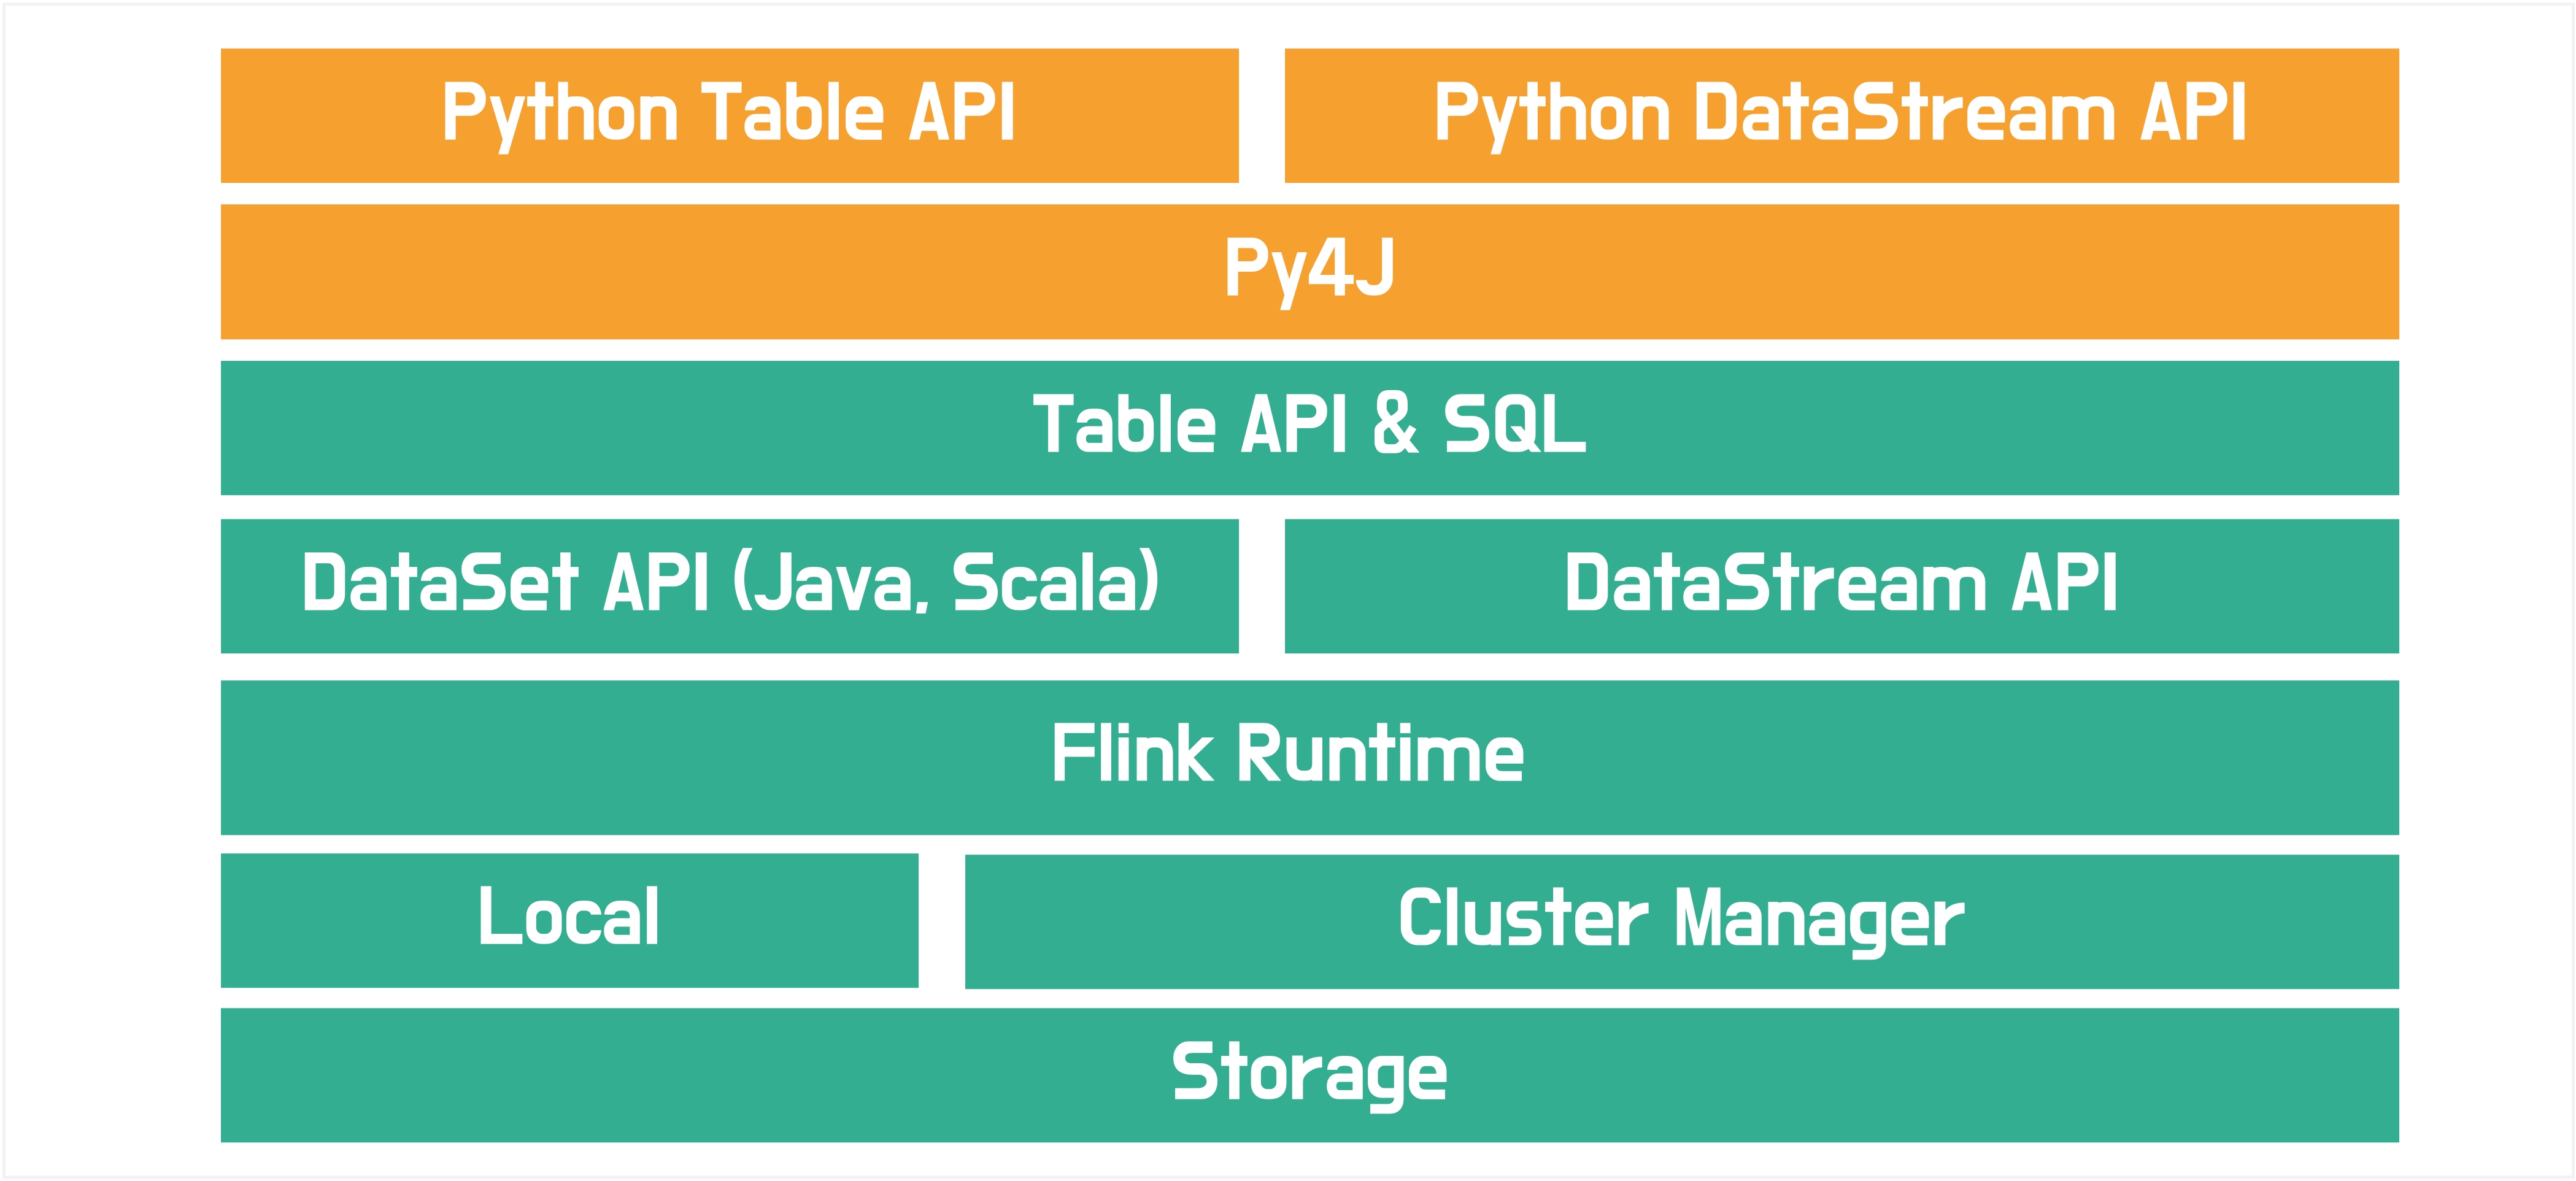 Python Table API
Python DataStream API
Py4J
Table API & SQL
DataSet API (Java, Scala)
DataStream API
Flink Runtime
Local
Cluster Manager
Storage